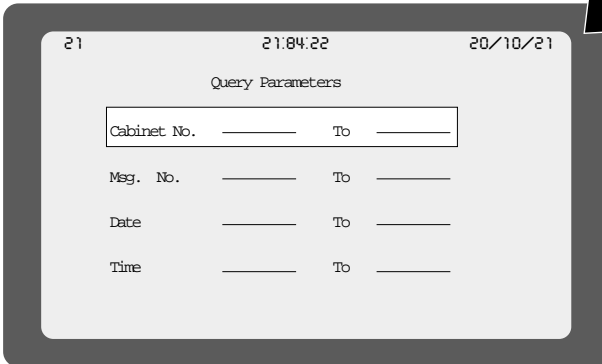 21 21:84:22 20/10/21
Query Parameters
Cabinet No. To
Msg. No. To
Date To
Time To